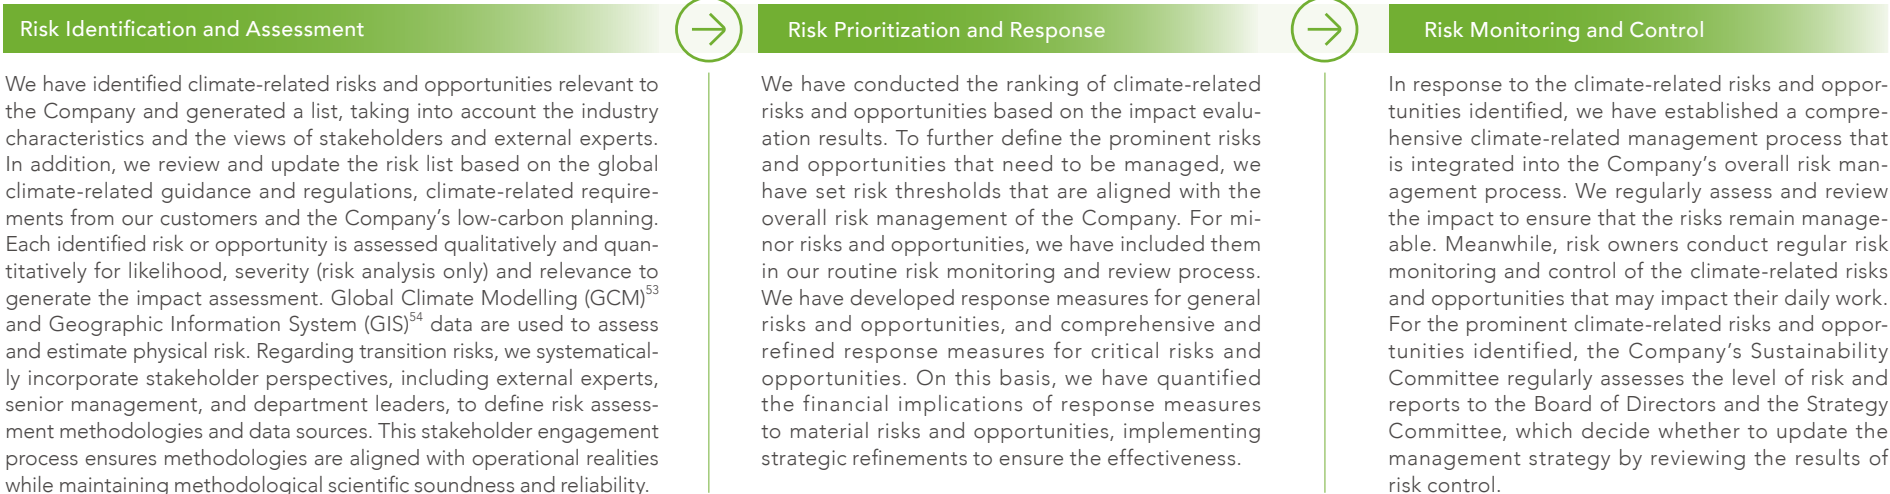 Risk Identification and Assessment
We have identified climate-related risks and opportunities relevant to
the Company and generated a list, taking into account the industry
characteristics and the views of stakeholders and external experts.
In addition, we review and update the risk list based on the global
climate-related guidance and regulations, climate-related require-
ments from our customers and the Company's low-carbon planning.
Each identified risk or opportunity is assessed qualitatively and quan-
titatively for likelihood, severity (risk analysis only) and relevance to
generate the impact assessment. Global Climate Modelling (GCM)53
and Geographic Information System (GIS)54 data are used to assess
and estimate physical risk. Regarding transition risks, we systematical-
ly incorporate stakeholder perspectives, including external experts,
senior management, and department leaders, to define risk assess-
ment methodologies and data sources. This stakeholder engagement
process ensures methodologies are aligned with operational realities
while maintaining methodological scientific soundness and reliability.
Risk Prioritization and Response
We have conducted the ranking of climate-related
risks and opportunities based on the impact evalu-
ation results. To further define the prominent risks
and opportunities that need to be managed, we
have set risk thresholds that are aligned with the
overall risk management of the Company. For mi-
nor risks and opportunities, we have included them
in our routine risk monitoring and review process.
We have developed response measures for general
risks and opportunities, and comprehensive and
refined response measures for critical risks and
opportunities. On this basis, we have quantified
the financial implications of response measures
to material risks and opportunities, implementing
strategic refinements to ensure the effectiveness.
Risk Monitoring and Control
In response to the climate-related risks and oppor-
tunities identified, we have established a compre-
hensive climate-related management process that
is integrated into the Company's overall risk man-
agement process. We regularly assess and review
the impact to ensure that the risks remain manage-
able. Meanwhile, risk owners conduct regular risk
monitoring and control of the climate-related risks
and opportunities that may impact their daily work.
For the prominent climate-related risks and oppor-
tunities identified, the Company's Sustainability
Committee regularly assesses the level of risk and
reports to the Board of Directors and the Strategy
Committee, which decide whether to update the
management strategy by reviewing the results of
risk control.